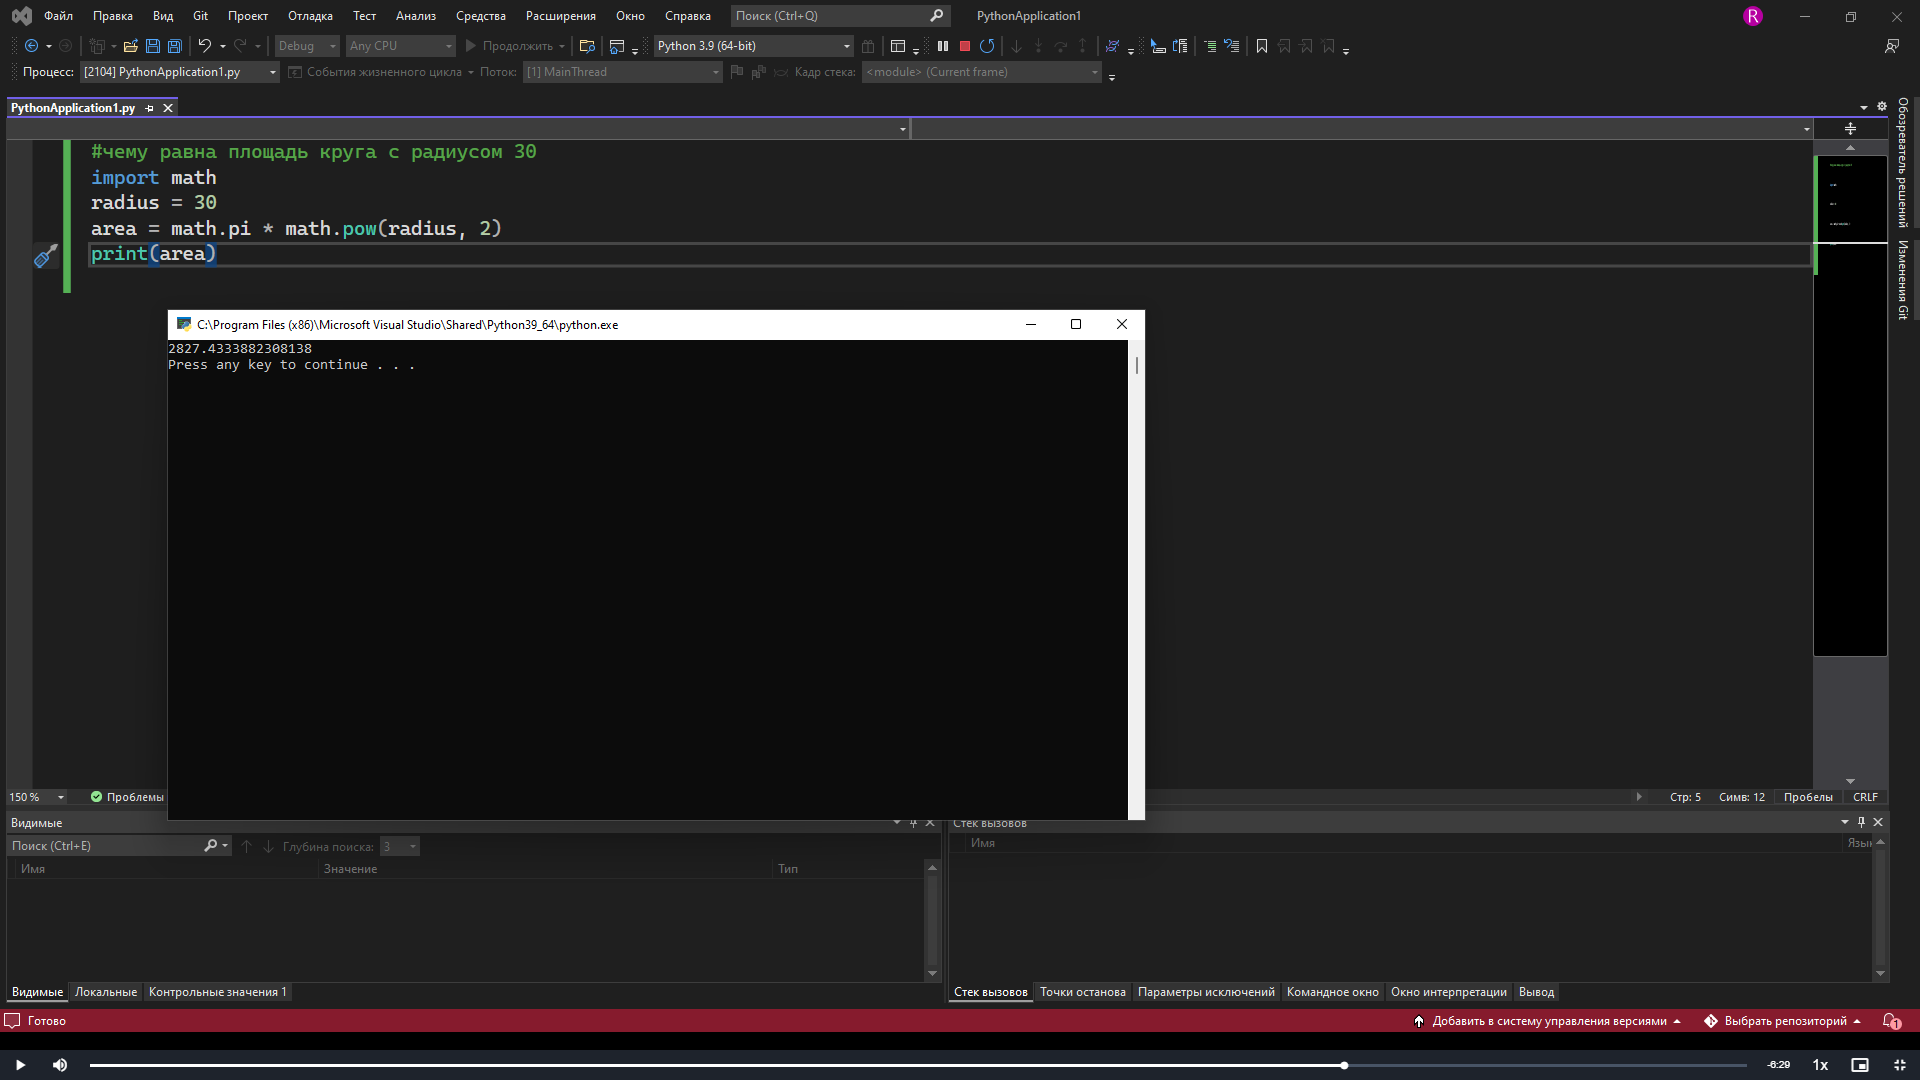 Файл Правка Вид Git Проект Отладка Тест Анализ Средства Расширения Окно Справка Поиск (Ctrl+Q) PythonApplication1 R
Debug Any CPU Продолжить Python 3.9 (64-bit)
Процесс: [2104] PythonApplication1.py События жизненного цикла Поток: [1] MainThread Кадр стека: <module> (Current frame)
PythonApplication1.py
#чему равна площадь круга с радиусом 30
import math
radius = 30
area = math.pi * math.pow(radius, 2)
print(area)
Обозреватель решений
Изменения Git
C:\Program Files (x86)\Microsoft Visual Studio\Shared\Python39_64\python.exe
2827.4333882308138
Press any key to continue . . .
150 % Проблемы Стр: 5 Симв: 12 Пробелы CRLF
Видимые
Поиск (Ctrl+E) Глубина поиска: 3
Имя Значение Тип
Видимые Локальные Контрольные значения 1
Стек вызовов
Имя Язык
Стек вызовов Точки останова Параметры исключений Командное окно Окно интерпретации Вывод
Готово Добавить в систему управления версиями Выбрать репозиторий 1
-6:29 1x